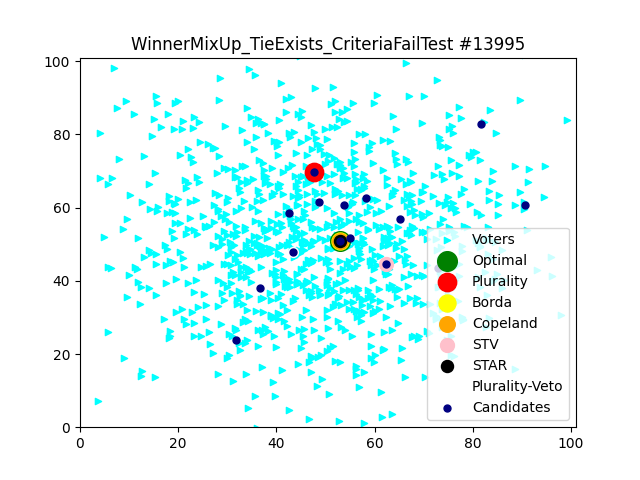 WinnerMixUp_TieExists_CriteriaFailTest #13995
100
80
60
40
20
0
0
20
40
60
80
100
Voters
Optimal
Plurality
Borda
Copeland
STV
STAR
Plurality-Veto
Candidates